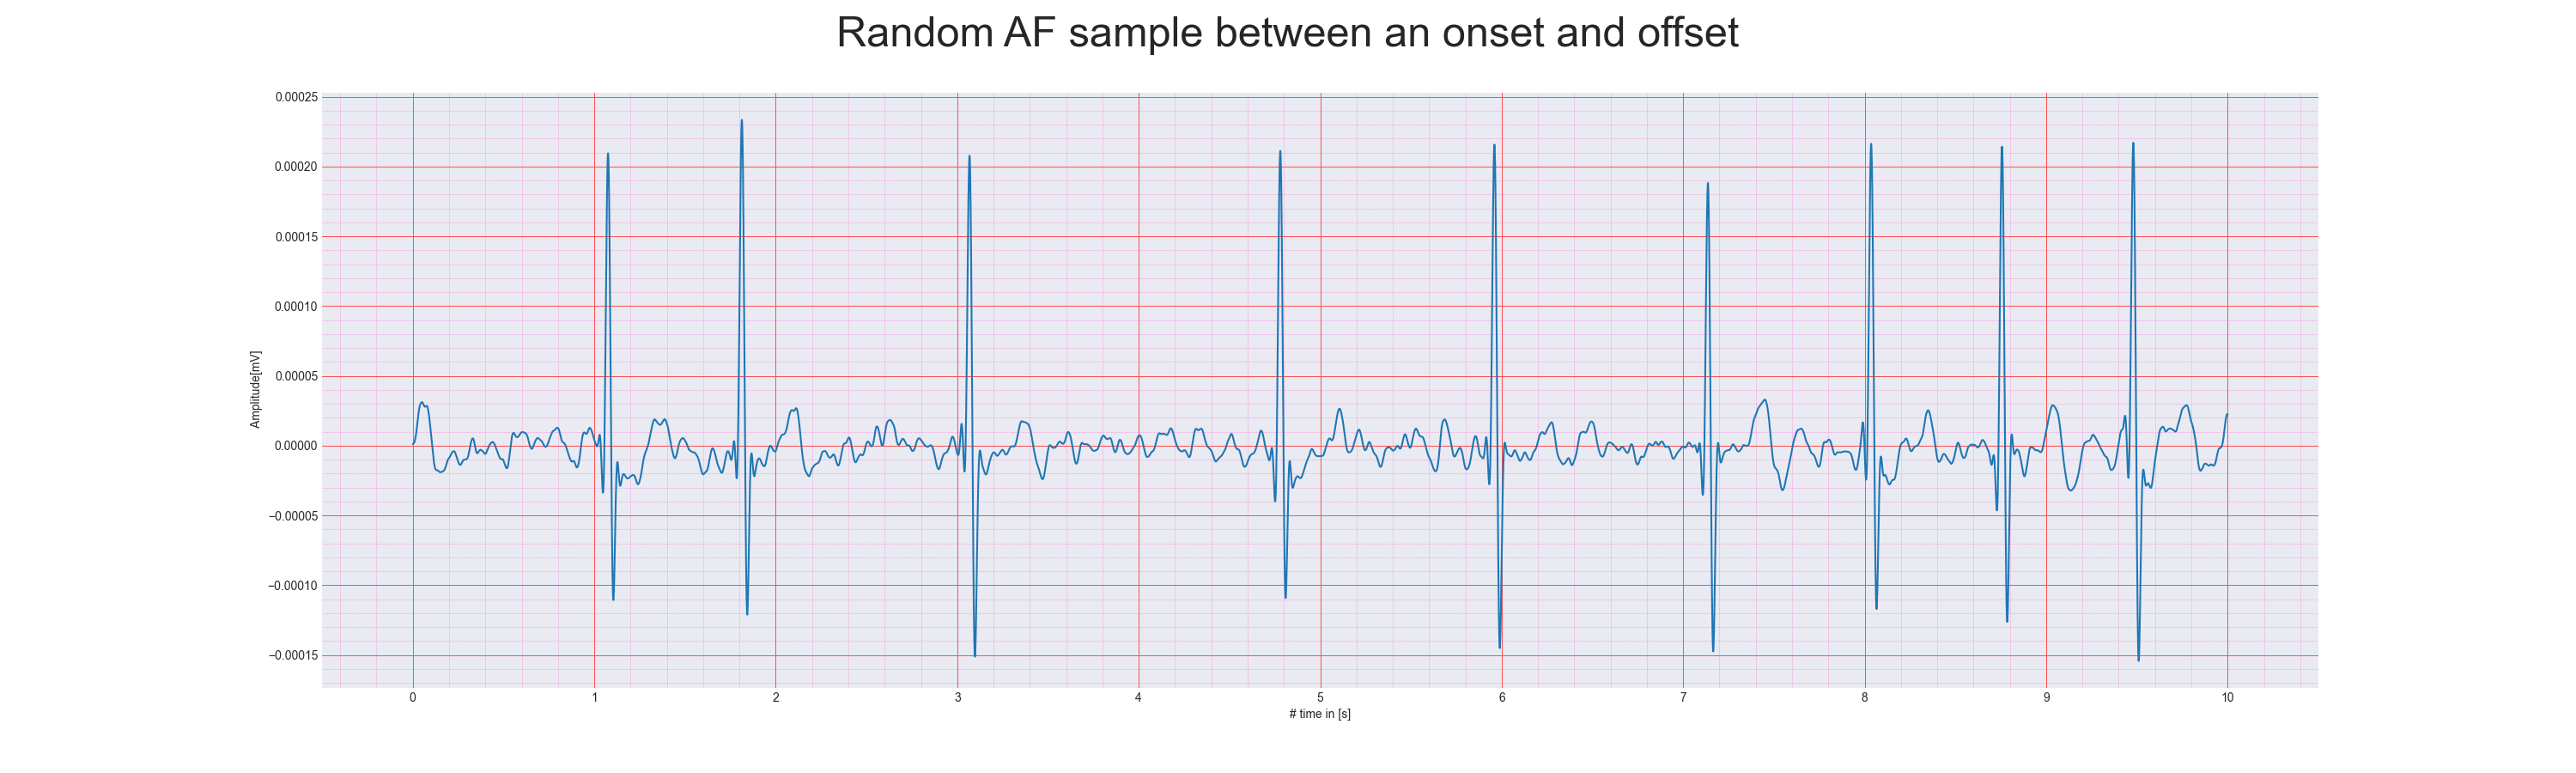 Random AF sample between an onset and offset
0.00025
0.00020
0.00015
0.00010
0.00005
0.00000
−0.00005
−0.00010
−0.00015
Amplitude[mV]
0 1 2 3 4 5 6 7 8 9 10
# time in [s]